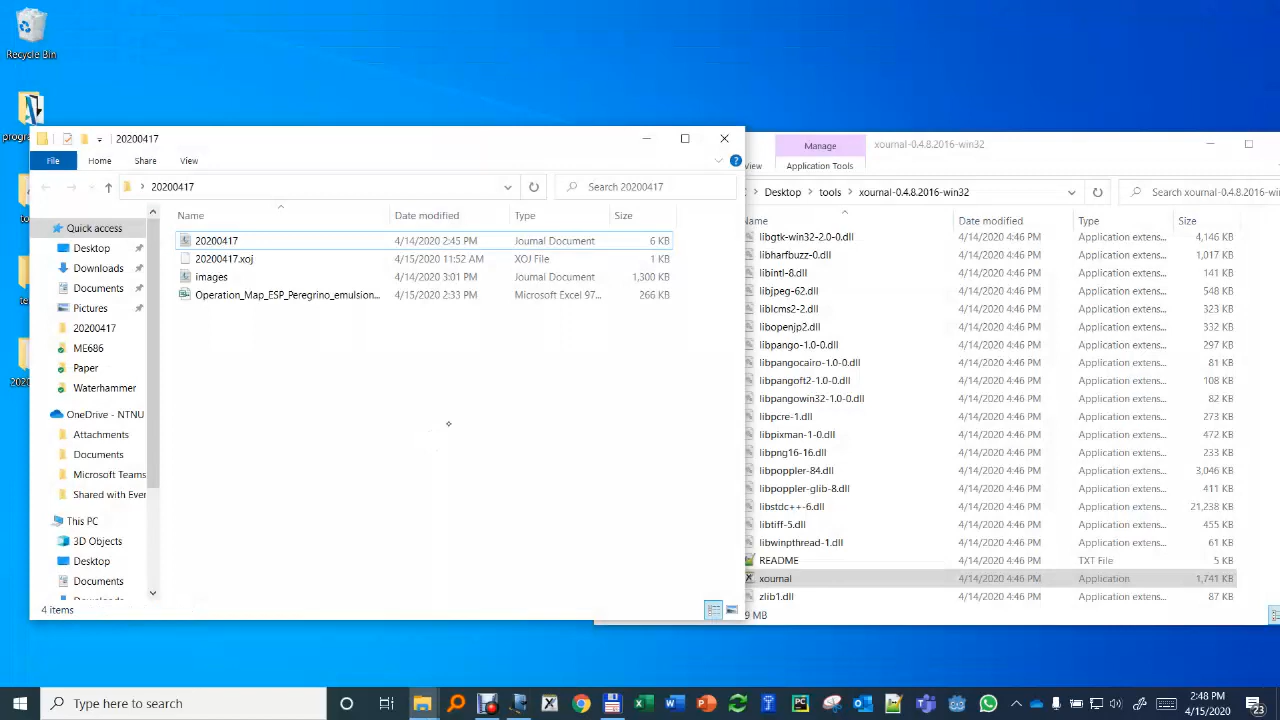 Recycle Bin
20200417
File
Home
Share
View
20200417
Search 20200417
Name
Date modified
Type
Size
Quick access
Desktop
Downloads
Documents
Pictures
20200417
ME686
Paper
Waterhammer
OneDrive - NTNU
Attachments
Documents
Microsoft Teams
Shared with Ever
This PC
3D Objects
Desktop
Documents
20200417 4/14/2020 2:45 PM Journal Document 6 KB
20200417.xoj 4/15/2020 11:52 AM XOJ File 1 KB
images 4/14/2020 3:01 PM Journal Document 1,300 KB
Operation_Map_ESP_Peregrino_emulsion... 4/15/2020 2:33 PM Microsoft Excel 97... 266 KB
4 items
Manage
xournal-0.4.8.2016-win32
Application Tools
Desktop > tools > xournal-0.4.8.2016-win32
Search xournal-0.4.8.2016-win
Date modified
Type
Size
libgtk-win32-2.0-0.dll 4/14/2020 4:46 PM Application extens... 4,146 KB
libharfbuzz-0.dll 4/14/2020 4:46 PM Application extens... 1,017 KB
libintl-8.dll 4/14/2020 4:46 PM Application extens... 141 KB
libjpeg-62.dll 4/14/2020 4:46 PM Application extens... 548 KB
liblcms2-2.dll 4/14/2020 4:46 PM Application extens... 323 KB
libopenjp2.dll 4/14/2020 4:46 PM Application extens... 332 KB
libpango-1.0-0.dll 4/14/2020 4:46 PM Application extens... 297 KB
libpangocairo-1.0-0.dll 4/14/2020 4:46 PM Application extens... 81 KB
libpangoft2-1.0-0.dll 4/14/2020 4:46 PM Application extens... 108 KB
libpangowin32-1.0-0.dll 4/14/2020 4:46 PM Application extens... 82 KB
libpcre-1.dll 4/14/2020 4:46 PM Application extens... 273 KB
libpixman-1-0.dll 4/14/2020 4:46 PM Application extens... 472 KB
libpng16-16.dll 4/14/2020 4:46 PM Application extens... 233 KB
libpoppler-84.dll 4/14/2020 4:46 PM Application extens... 3,046 KB
libpoppler-glib-8.dll 4/14/2020 4:46 PM Application extens... 411 KB
libstdc++-6.dll 4/14/2020 4:46 PM Application extens... 21,238 KB
libtiff-5.dll 4/14/2020 4:46 PM Application extens... 455 KB
libwinpthread-1.dll 4/14/2020 4:46 PM Application extens... 61 KB
README 4/14/2020 4:46 PM TXT File 5 KB
xournal 4/14/2020 4:46 PM Application 1,741 KB
zlib1.dll 4/14/2020 4:46 PM Application extens... 87 KB
9 MB
Type here to search
2:48 PM
4/15/2020
23